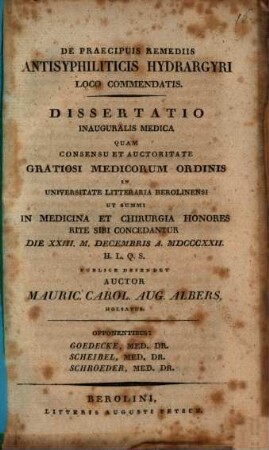 DE PRAECIPUIS REMEDIIS
ANTISYPHILITICIS HYDRARGYRI
LOCO COMMENDATIS.
DISSERTATIO
INAUGURALIS MEDICA
QUAM
CONSENSU ET AUCTORITATE
GRATIOSI MEDICORUM ORDINIS
IN
UNIVERSITATE LITTERARIA BEROLINENSI
UT SUMMI
IN MEDICINA ET CHIRURGIA HONORES
RITE SIBI CONCEDANTUR
DIE XXIII. M. DECEMBRIS A. MDCCCXXII.
H. L. Q. S.
PUBLICE DEFENDET
AUCTOR
MAURIC. CAROL. AUG. ALBERS,
OPPONENTIBUS:
GOEDECKE, MED. DR.
SCHEIBEL, MED. DR.
SCHROEDER, MED. DR.
BEROLINI,
LITTERIS AUGUSTI PETSCH.